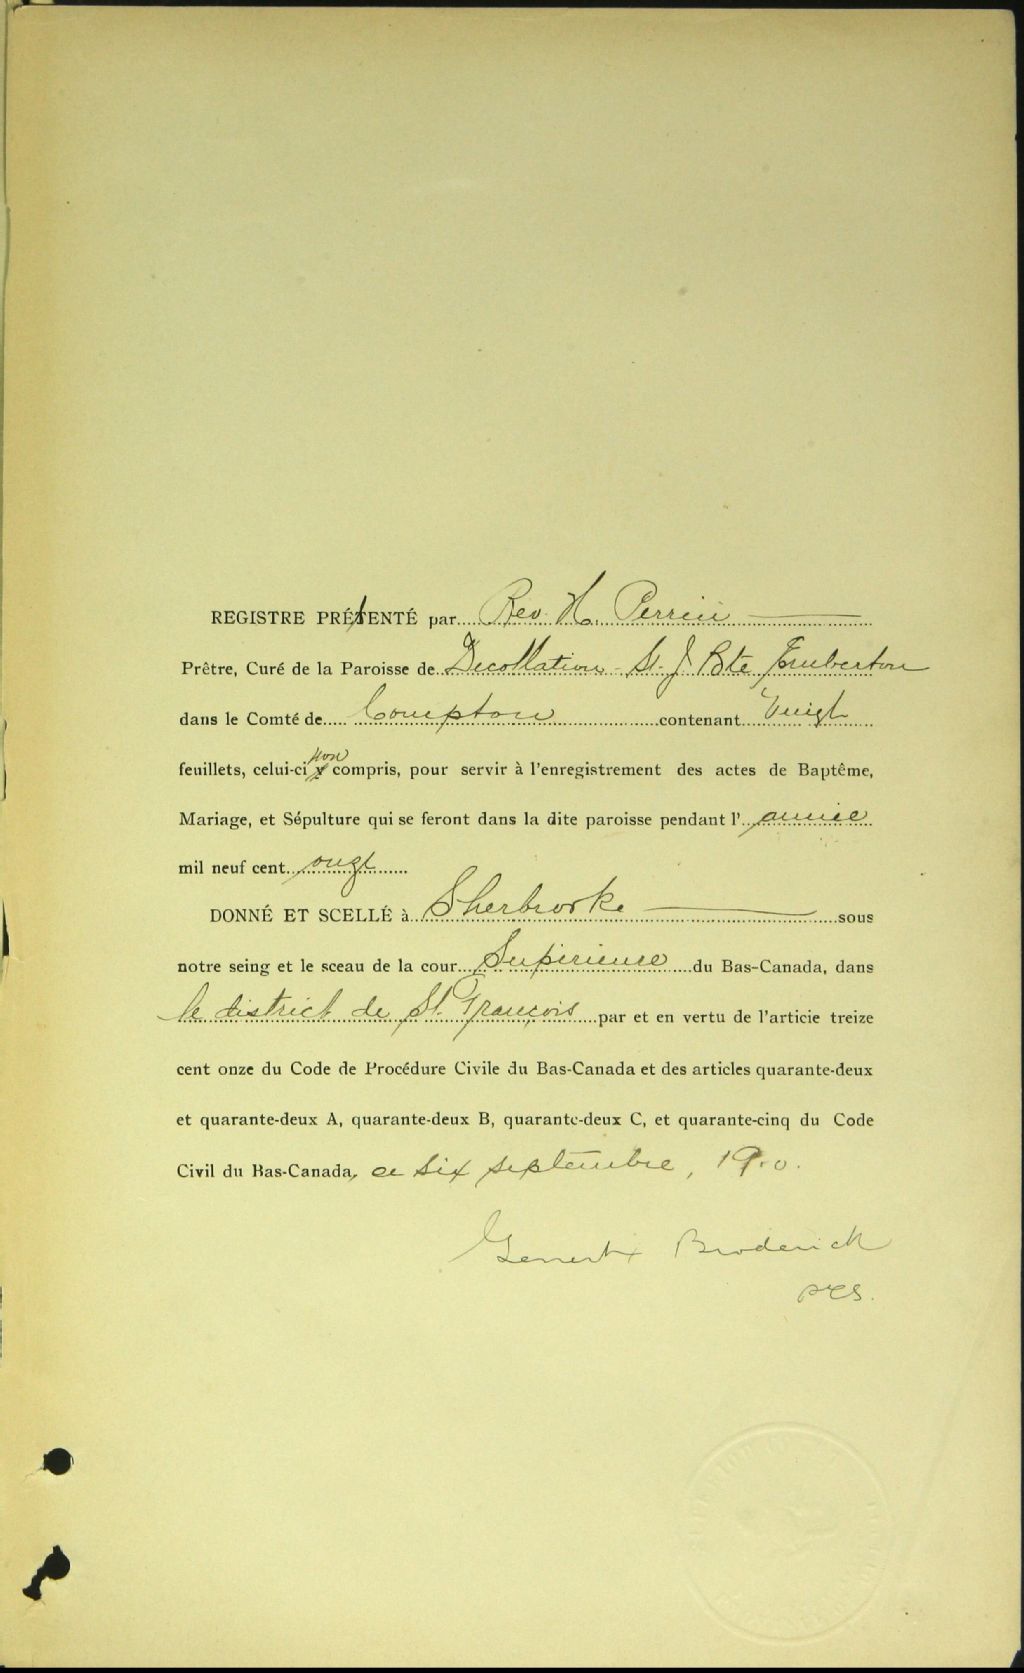 REGISTRE PRÉTENTÉ par Rev. H. Perrin
Prêtre, Curé de la Paroisse de Decollation St. J. Bte
dans le Comté de Compton contenant Vingt
feuillets, celui-ci non compris, pour servir à l'enregistrement des actes de Baptême,
Mariage, et Sépulture qui se feront dans la dite paroisse pendant l'année
mil neuf cent onze
DONNÉ ET SCELLÉ à Sherbrooke sous
notre seing et le sceau de la cour Supérieure du Bas-Canada, dans
le district de St. François par et en vertu de l'articie treize
cent onze du Code de Procédure Civile du Bas-Canada et des articles quarante-deux
et quarante-deux A, quarante-deux B, quarante-deux C, et quarante-cinq du Code
Civil du Bas-Canada, ce six septembre, 1910.
Broderick
PCS.